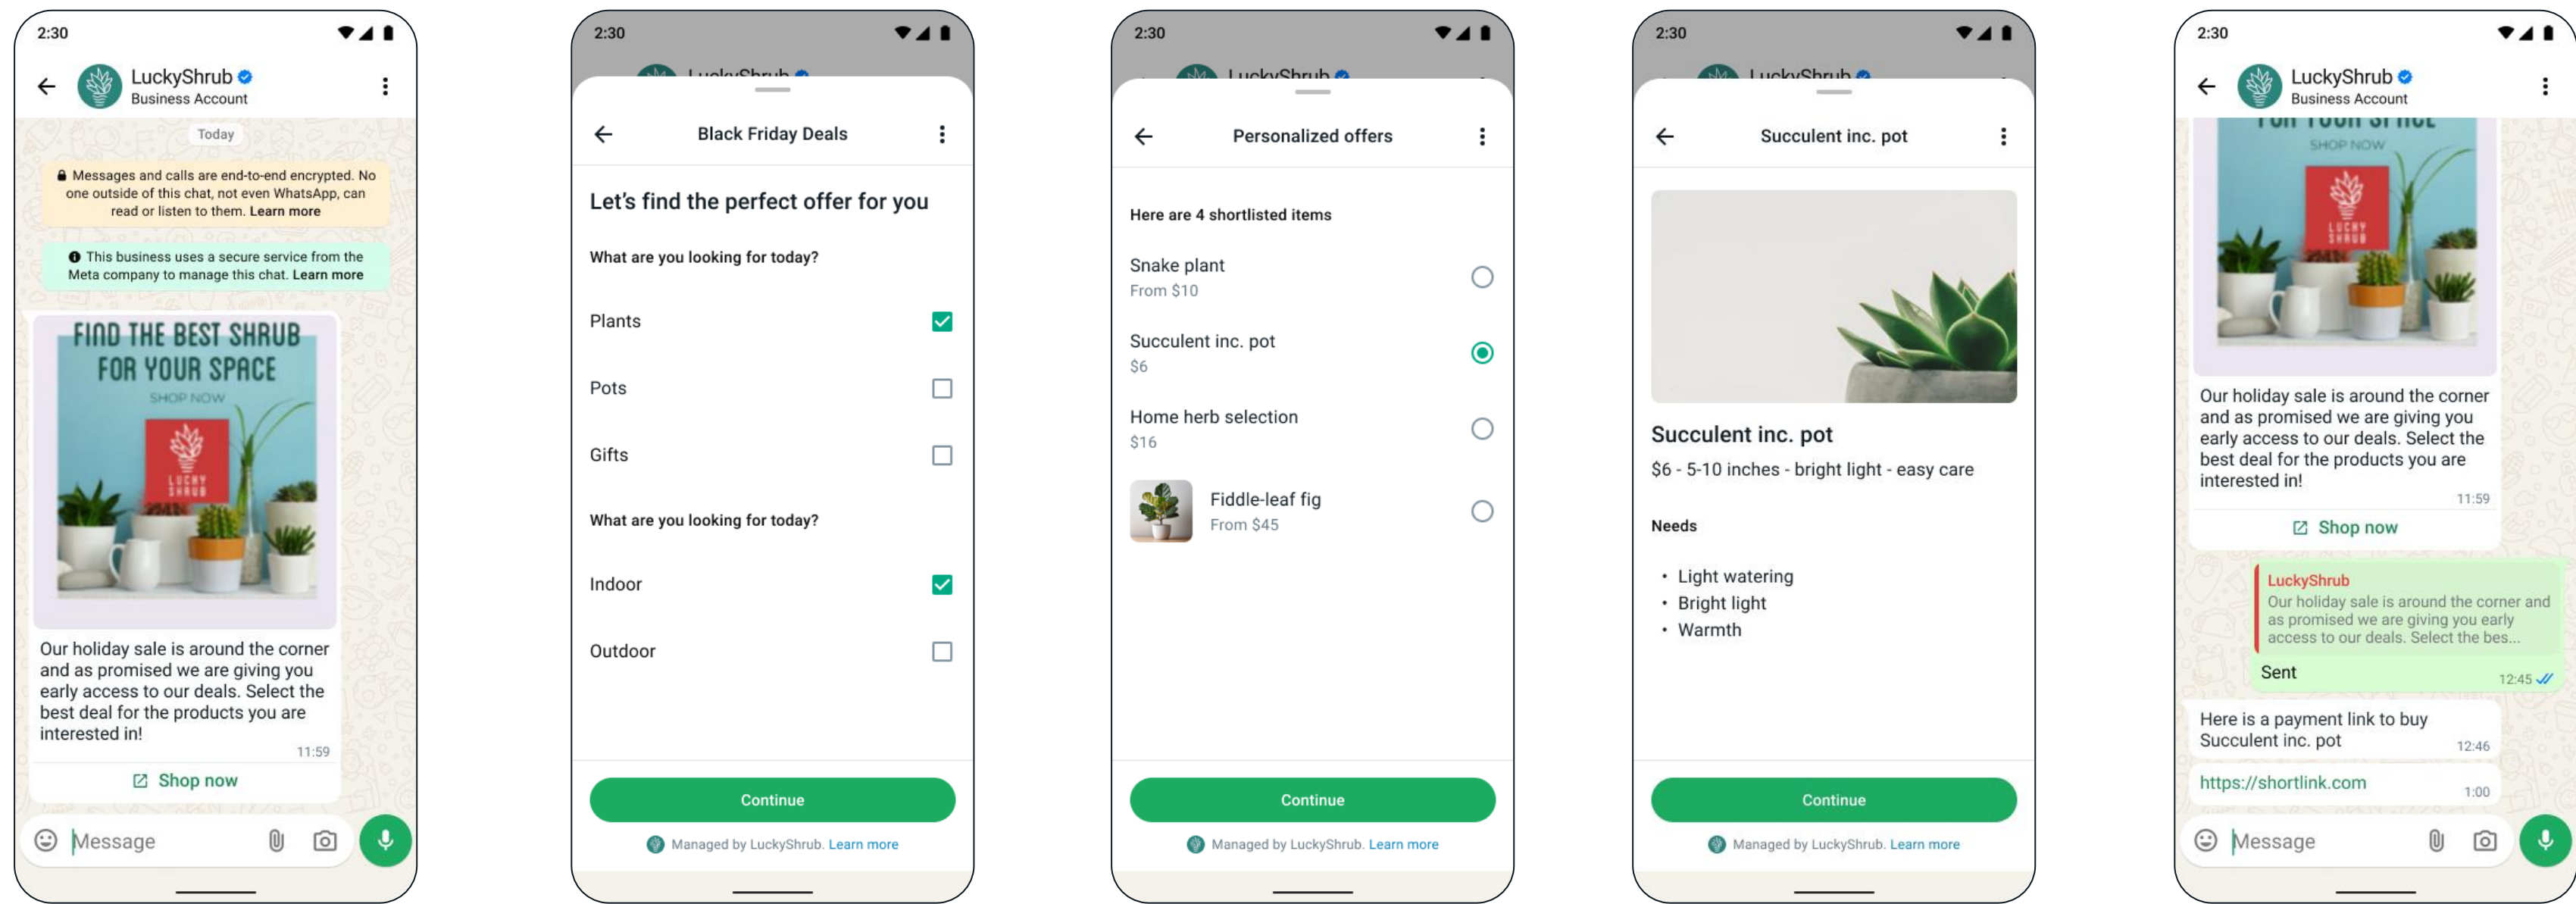 2:30
LuckyShrub
Business Account
Today
Messages and calls are end-to-end encrypted. No
one outside of this chat, not even WhatsApp, can
read or listen to them. Learn more
This business uses a secure service from the
Meta company to manage this chat. Learn more
FIND THE BEST SHRUB
FOR YOUR SPACE
SHOP NOW
LUCKY
SHRUB
Our holiday sale is around the corner
and as promised we are giving you
early access to our deals. Select the
best deal for the products you are
interested in!
11:59
Shop now
Message
2:30
LuckyShrub
Black Friday Deals
Let's find the perfect offer for you
What are you looking for today?
Plants
Pots
Gifts
What are you looking for today?
Indoor
Outdoor
Continue
Managed by LuckyShrub. Learn more
2:30
LuckyShrub
Personalized offers
Here are 4 shortlisted items
Snake plant
From $10
Succulent inc. pot
$6
Home herb selection
$16
Fiddle-leaf fig
From $45
Continue
Managed by LuckyShrub. Learn more
2:30
LuckyShrub
Succulent inc. pot
Succulent inc. pot
$6 - 5-10 inches - bright light - easy care
Needs
• Light watering
• Bright light
• Warmth
Continue
Managed by LuckyShrub. Learn more
2:30
LuckyShrub
Business Account
FOR YOUR SPACE
SHOP NOW
LUCKY
SHRUB
Our holiday sale is around the corner
and as promised we are giving you
early access to our deals. Select the
best deal for the products you are
interested in!
11:59
Shop now
LuckyShrub
Our holiday sale is around the corner and
as promised we are giving you early
access to our deals. Select the bes...
Sent
12:45
Here is a payment link to buy
Succulent inc. pot
12:46
https://shortlink.com
1:00
Message